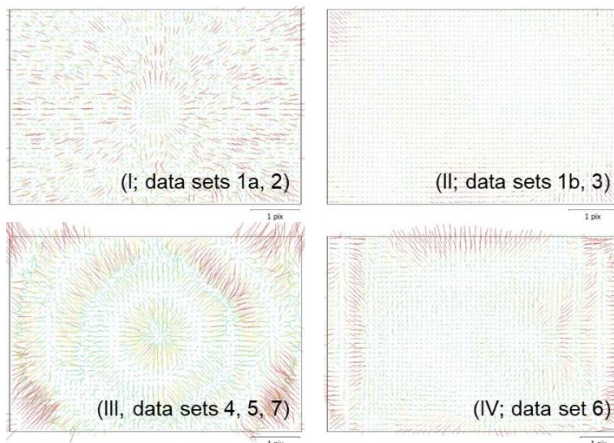 (I; data sets 1a, 2)
(II; data sets 1b, 3)
1 pix
1 pix
(III, data sets 4, 5, 7)
(IV; data set 6)
1 pix
1 pix